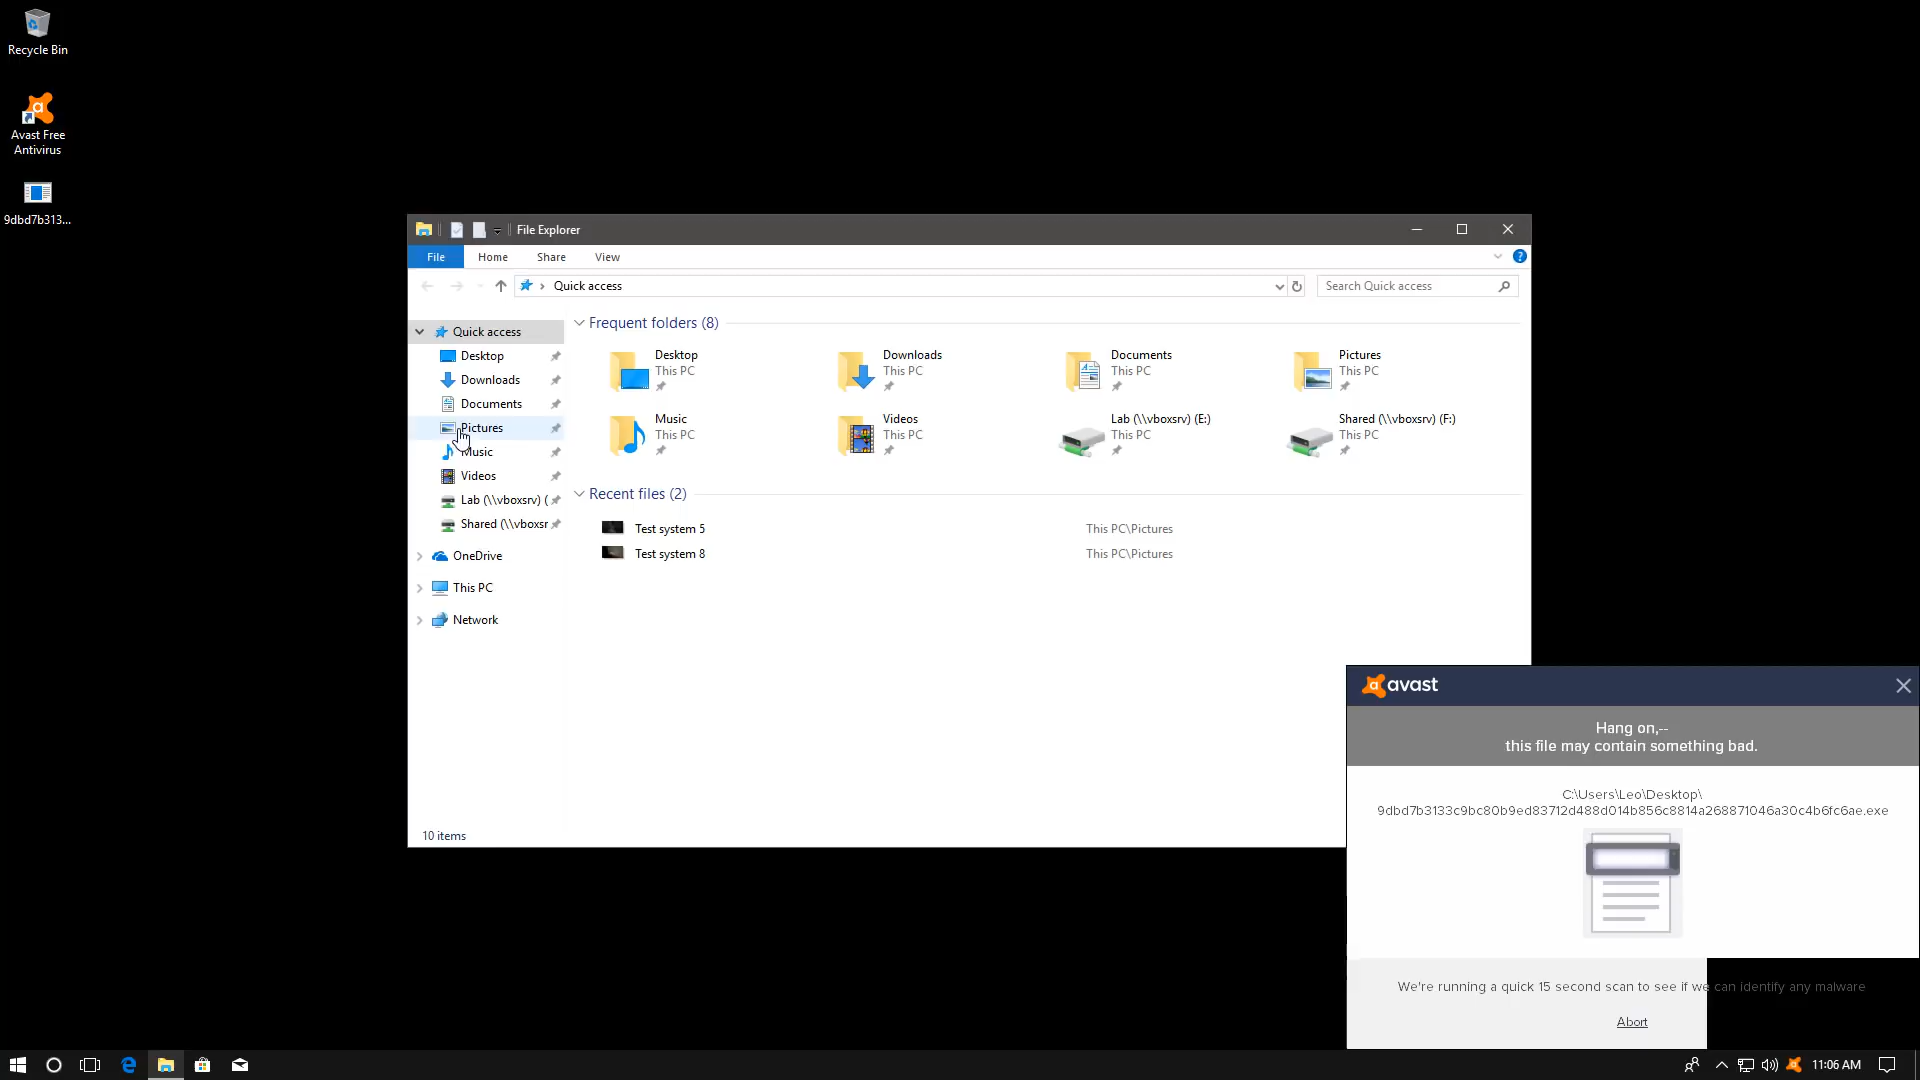 Recycle Bin
Avast Free
Antivirus
9dbd7b313...
File Explorer
File
Home
Share
View
Quick access
Search Quick access
Quick access
Desktop
Downloads
Documents
Pictures
Music
Videos
Lab (\\vboxsrv) (
Shared (\\vboxsr
OneDrive
This PC
Network
Frequent folders (8)
Desktop
This PC
Downloads
This PC
Documents
This PC
Pictures
This PC
Music
This PC
Videos
This PC
Lab (\\vboxsrv) (E:)
This PC
Shared (\\vboxsrv) (F:)
This PC
Recent files (2)
Test system 5
This PC\Pictures
Test system 8
This PC\Pictures
10 items
avast
Hang on,--
this file may contain something bad.
C:\Users\Leo\Desktop\
9dbd7b3133c9bc80b9ed83712d488d014b856c8814a268871046a30c4b6fc6ae.exe
We're running a quick 15 second scan to see if we can identify any malware
Abort
11:06 AM